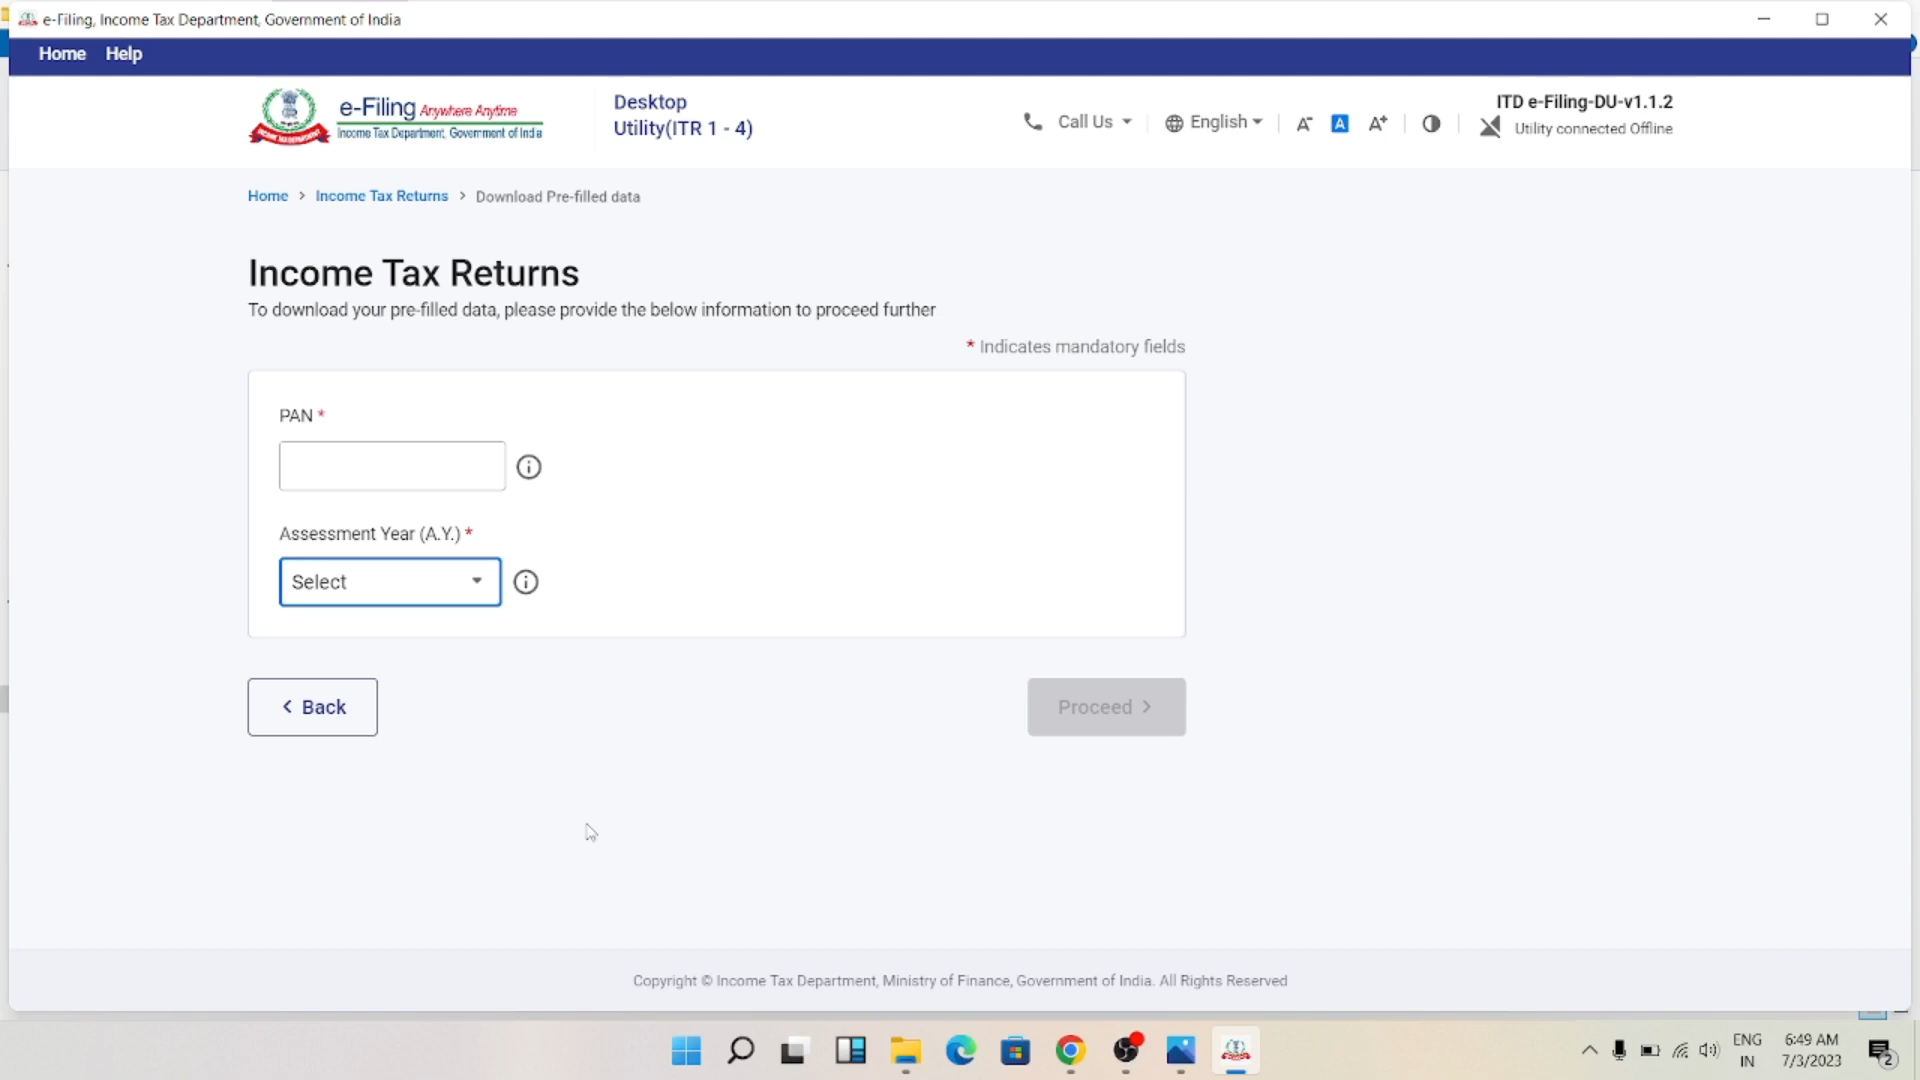 e-Filing, Income Tax Department, Government of India
Home Help
e-Filing Anywhere Anytime
Income Tax Department, Government of India
Desktop
Utility(ITR 1 - 4)
Call Us
English
A-
A
A+
ITD e-Filing-DU-v1.1.2
Utility connected Offline
Home > Income Tax Returns > Download Pre-filled data
Income Tax Returns
To download your pre-filled data, please provide the below information to proceed further
* Indicates mandatory fields
PAN *
Assessment Year (A.Y.) *
Select
< Back
Proceed >
Copyright © Income Tax Department, Ministry of Finance, Government of India. All Rights Reserved
ENG
IN
6:49 AM
7/3/2023
2